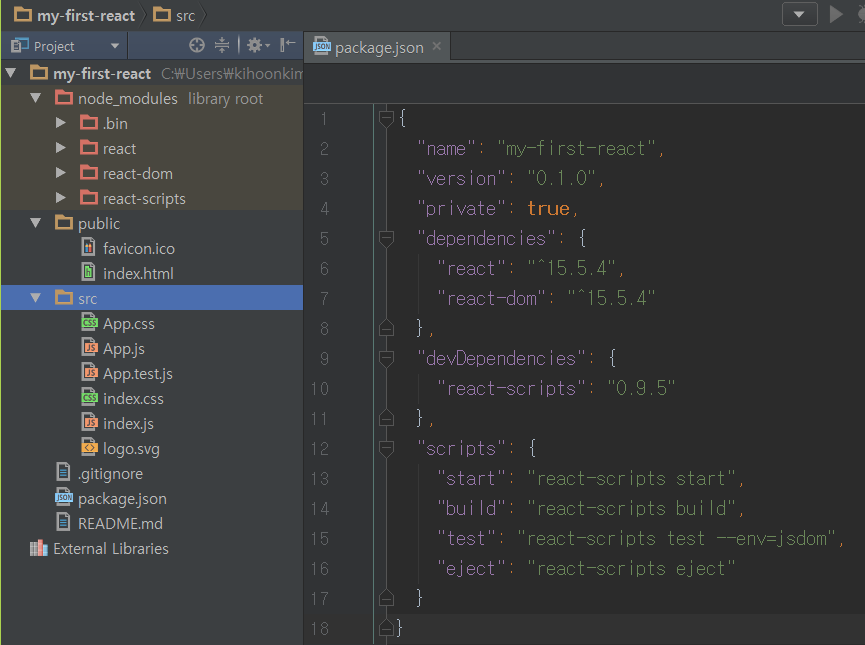 my-first-react src
Project
package.json
my-first-react C:₩Users₩kihoonkim
node_modules library root
.bin
react
react-dom
react-scripts
public
favicon.ico
index.html
src
App.css
App.js
App.test.js
index.css
index.js
logo.svg
.gitignore
package.json
README.md
External Libraries
1 {
2 "name": "my-first-react",
3 "version": "0.1.0",
4 "private": true,
5 "dependencies": {
6 "react": "^15.5.4",
7 "react-dom": "^15.5.4"
8 },
9 "devDependencies": {
10 "react-scripts": "0.9.5"
11 },
12 "scripts": {
13 "start": "react-scripts start",
14 "build": "react-scripts build",
15 "test": "react-scripts test --env=jsdom",
16 "eject": "react-scripts eject"
17 }
18 }